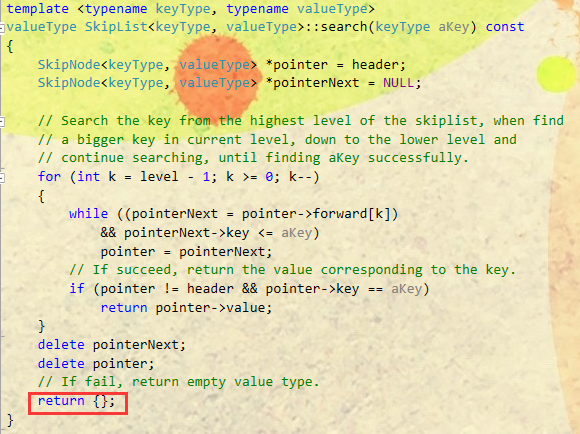 template <typename keyType, typename valueType>
valueType SkipList<keyType, valueType>::search(keyType aKey) const
{
    SkipNode<keyType, valueType> *pointer = header;
    SkipNode<keyType, valueType> *pointerNext = NULL;

    // Search the key from the highest level of the skiplist, when find
    // a bigger key in current level, down to the lower level and
    // continue searching, until finding aKey successfully.
    for (int k = level - 1; k >= 0; k--)
    {
        while ((pointerNext = pointer->forward[k])
            && pointerNext->key <= aKey)
            pointer = pointerNext;
        // If succeed, return the value corresponding to the key.
        if (pointer != header && pointer->key == aKey)
            return pointer->value;
    }
    delete pointerNext;
    delete pointer;
    // If fail, return empty value type.
    return {};
}